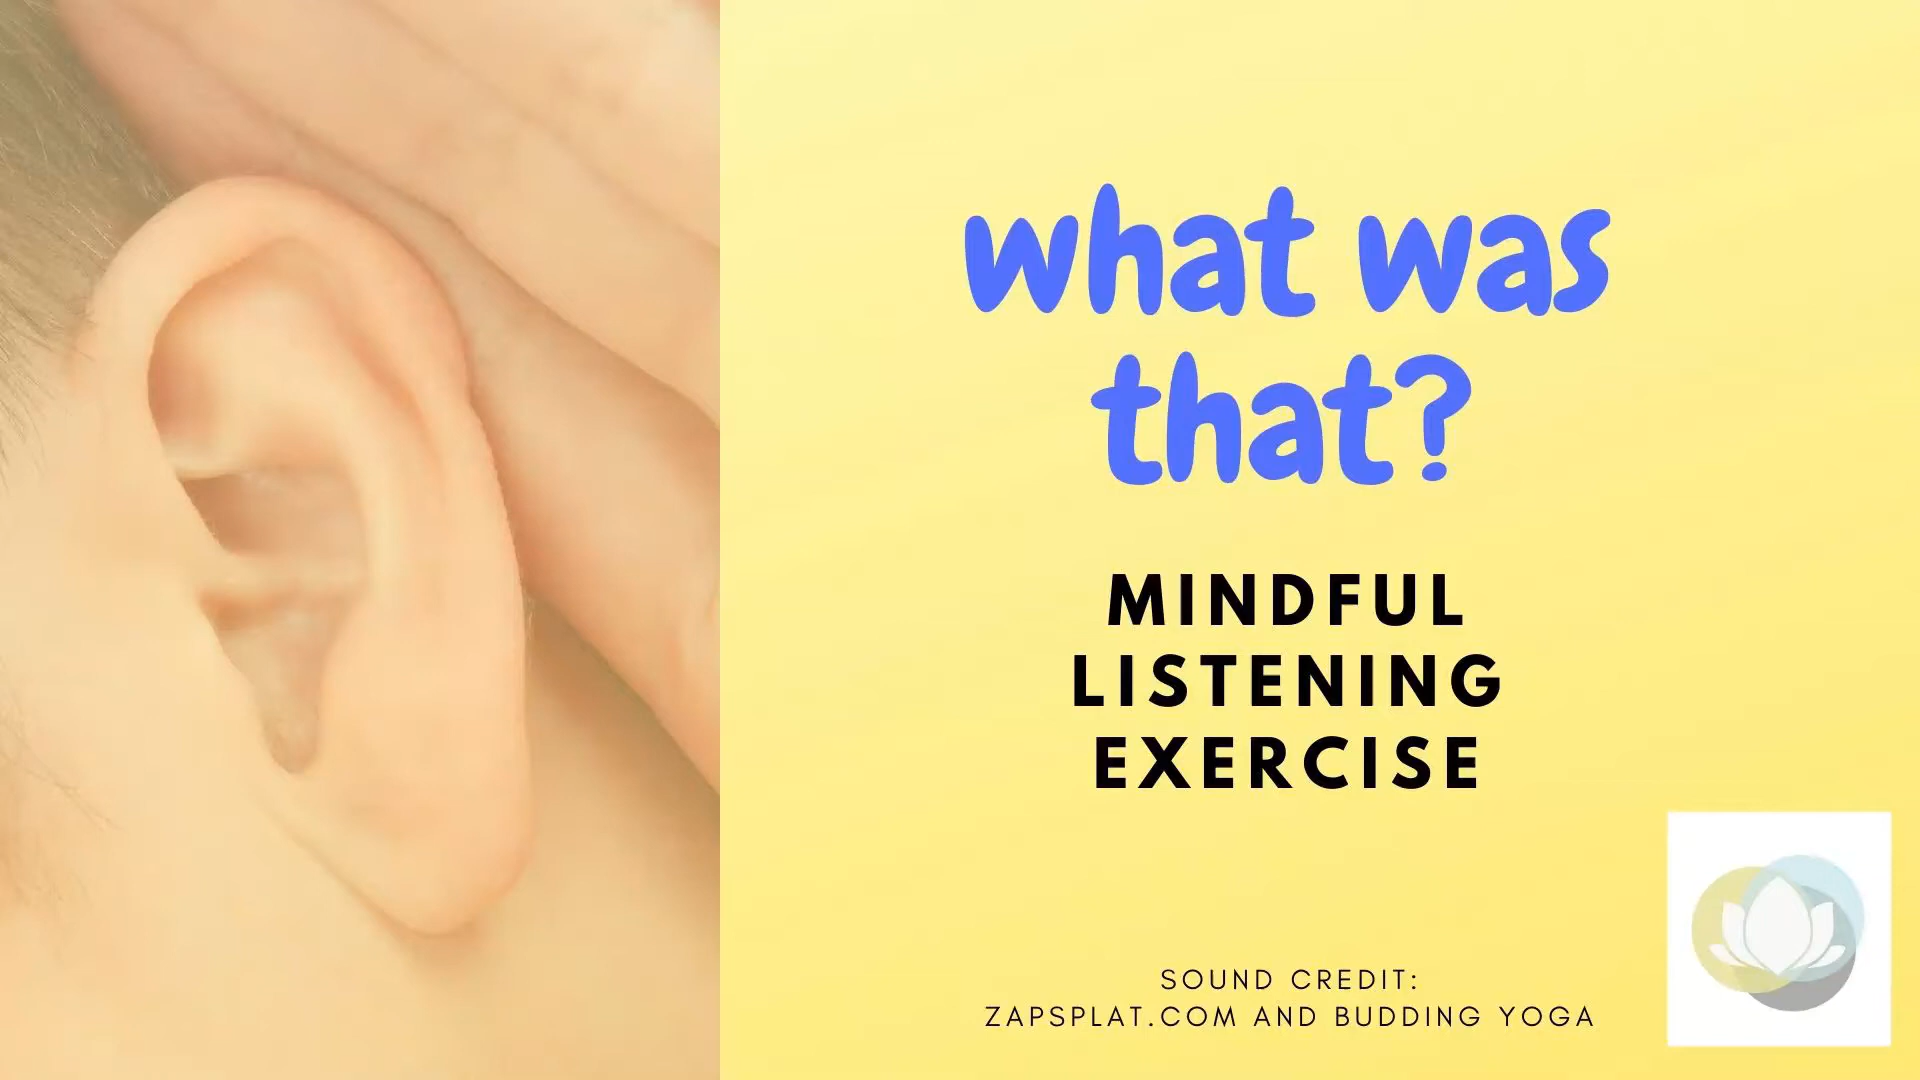 what was
that?
MINDFUL
LISTENING
EXERCISE
SOUND CREDIT:
ZAPSPLAT.COM AND BUDDING YOGA